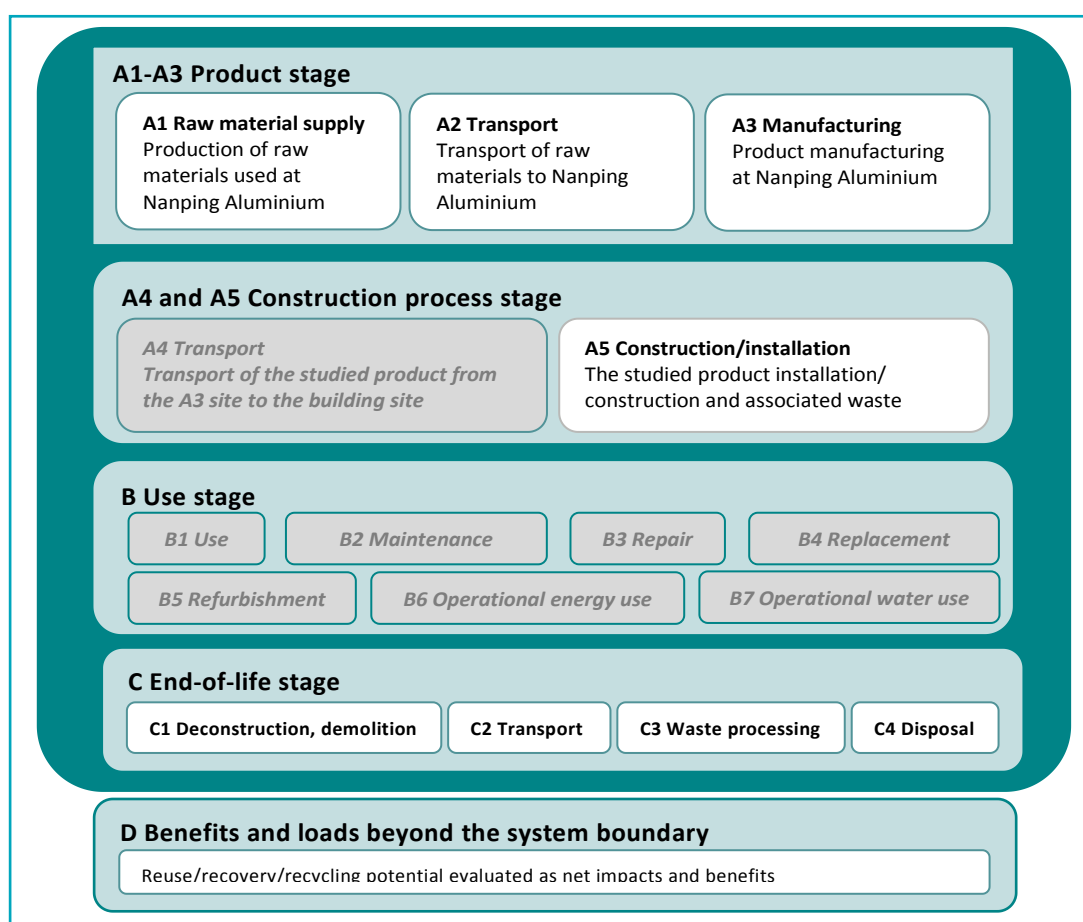 A1-A3 Product stage
A1 Raw material supply
Production of raw
materials used at
Nanping Aluminium
A2 Transport
Transport of raw
materials to Nanping
Aluminium
A3 Manufacturing
Product manufacturing
at Nanping Aluminium
A4 and A5 Construction process stage
A4 Transport
Transport of the studied product from
the A3 site to the building site
A5 Construction/installation
The studied product installation/
construction and associated waste
B Use stage
B1 Use
B2 Maintenance
B3 Repair
B4 Replacement
B5 Refurbishment
B6 Operational energy use
B7 Operational water use
C End-of-life stage
C1 Deconstruction, demolition
C2 Transport
C3 Waste processing
C4 Disposal
D Benefits and loads beyond the system boundary
Reuse/recovery/recycling potential evaluated as net impacts and benefits